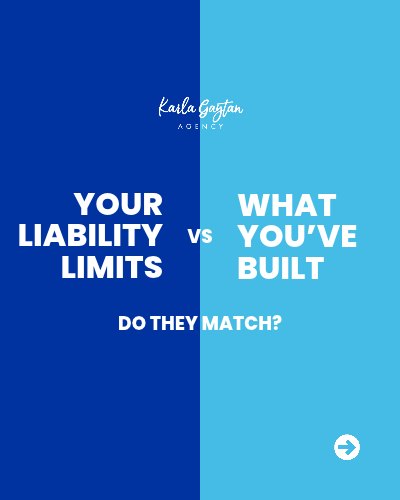 Karla Gaytan
AGENCY
YOUR
LIABILITY
LIMITS
VS
WHAT
YOU'VE
BUILT
DO THEY MATCH?